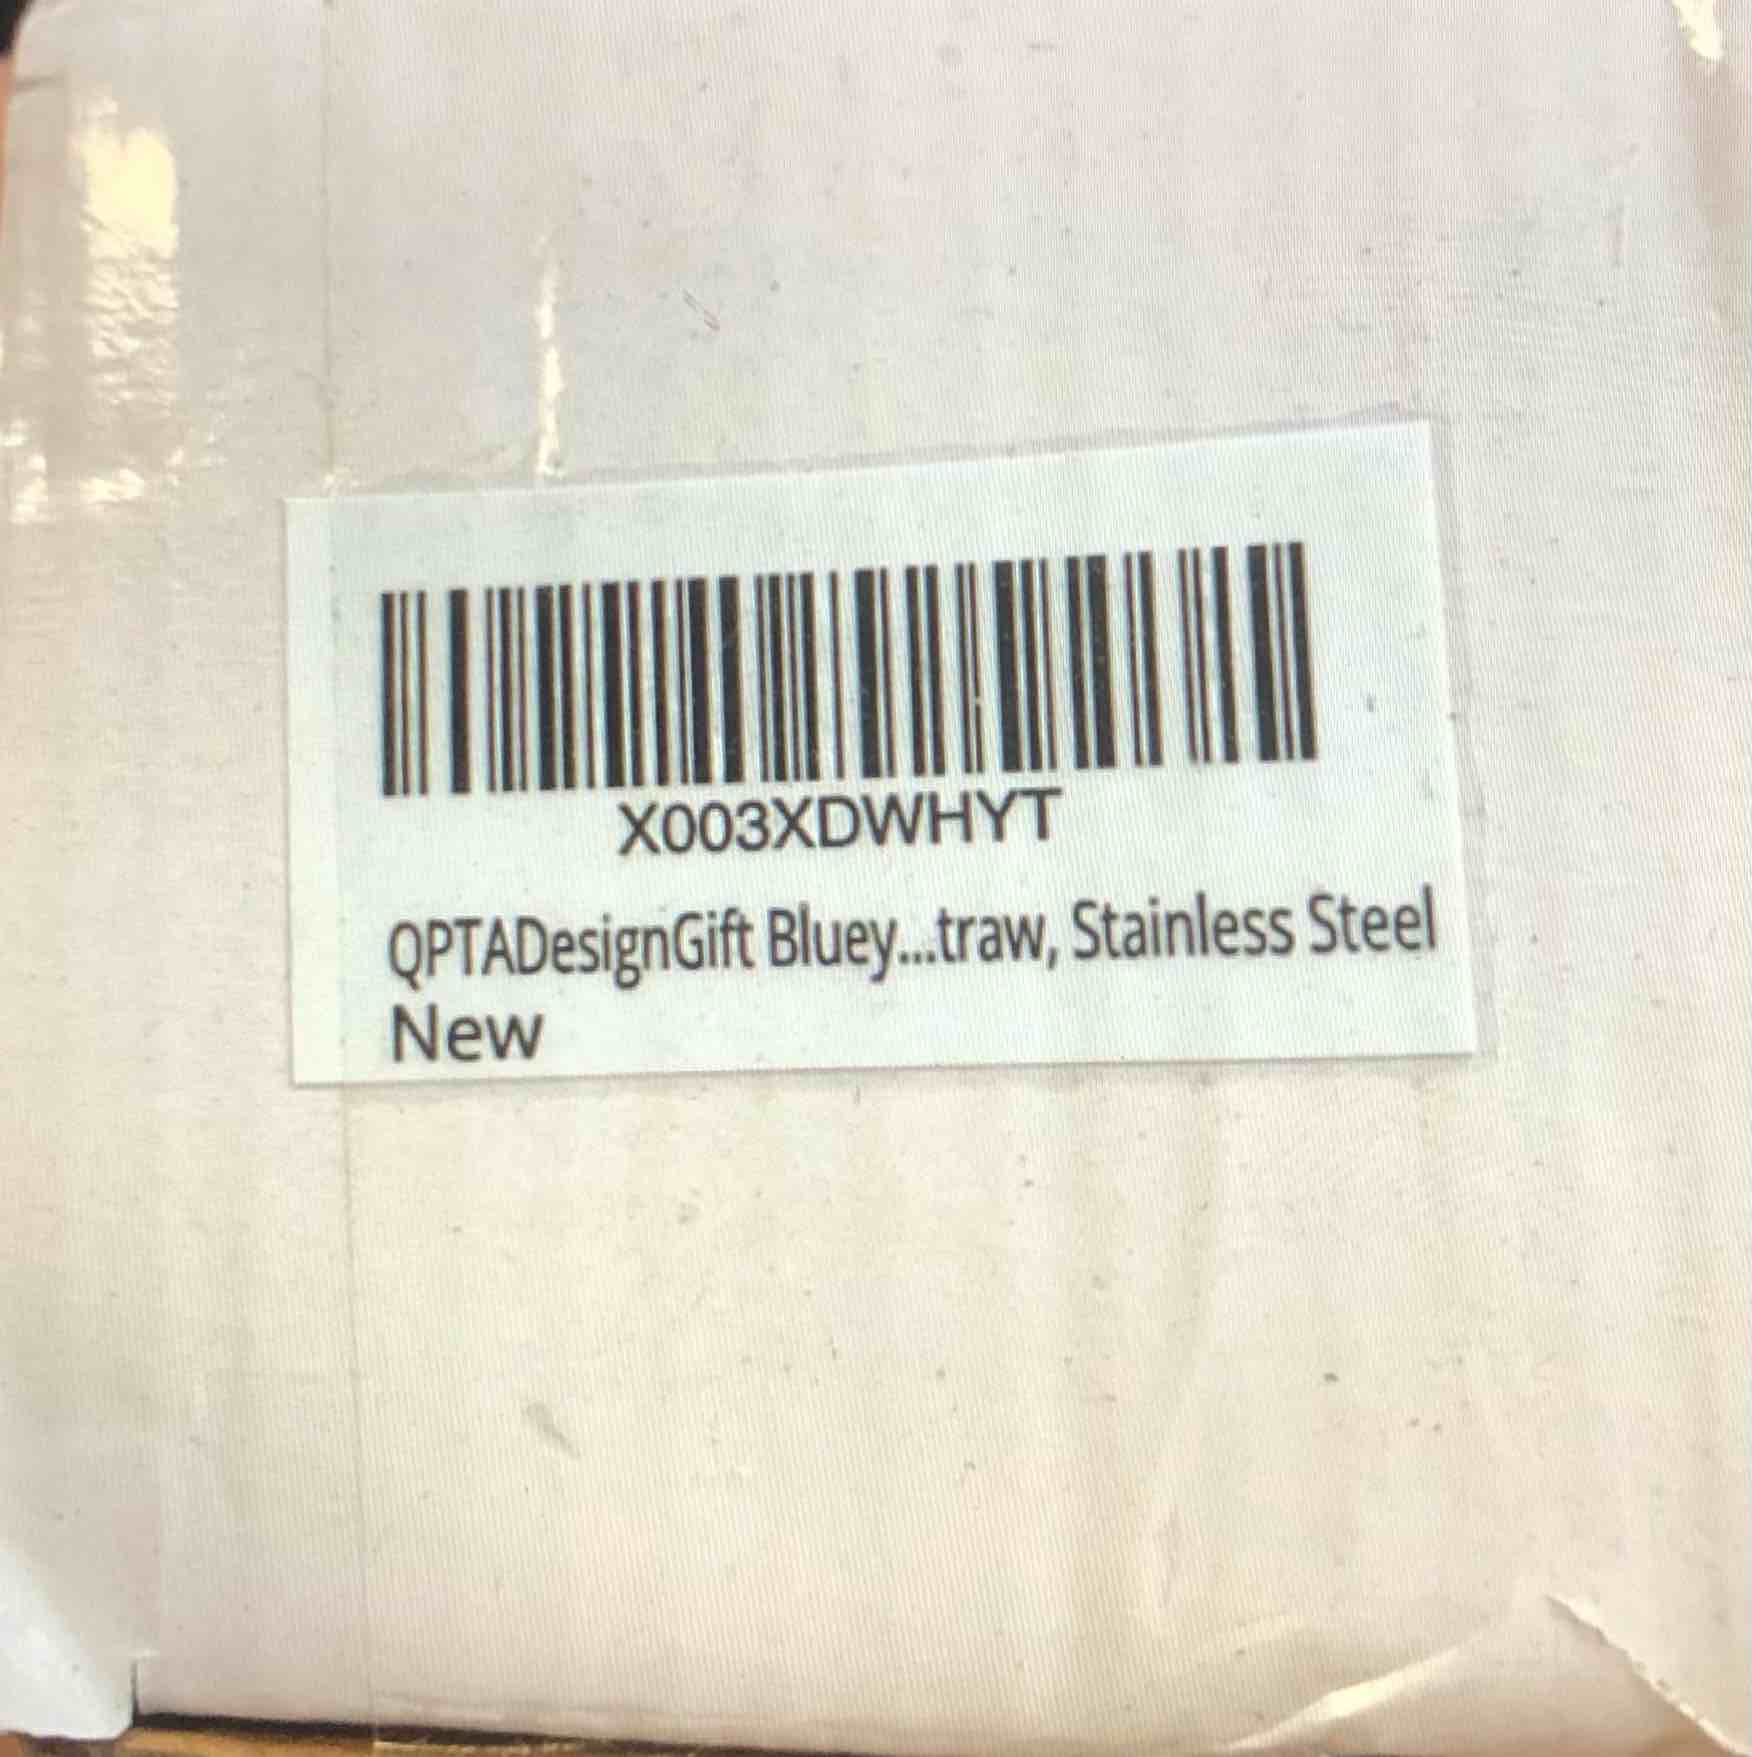 X003XDWHYT
QPTADesignGift Bluey...traw, Stainless Steel
New